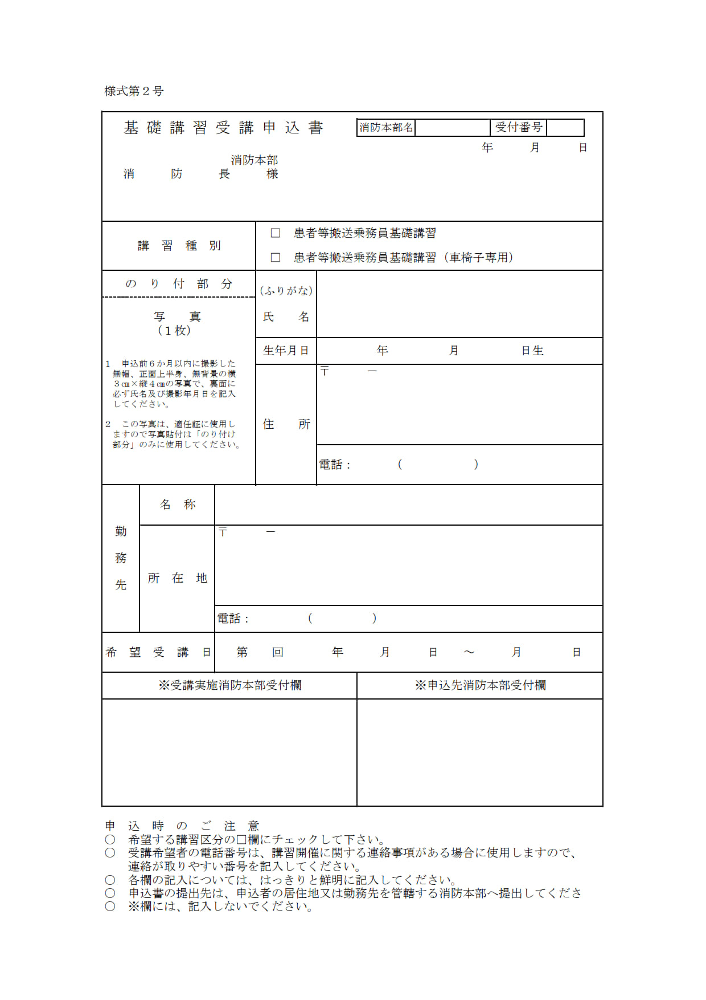 様式第２号
基礎講習受講申込書
消防本部名
受付番号
年　月　日
消防本部
消防長様
講習種別
□　患者等搬送乗務員基礎講習
□　患者等搬送乗務員基礎講習（車椅子専用）
のり付部分
写　真
（１枚）
１　申込前６か月以内に撮影した
無帽、正面上半身、無背景の横
３㎝×縦４㎝の写真で、裏面に
必ず氏名及び撮影年月日を記入
してください。
２　この写真は、適任証に使用し
ますので写真貼付は「のり付け
部分」のみに使用してください。
（ふりがな）
氏　名
生年月日
年　月　日生
住　所
〒　－
電話：　（　）
勤務先
名　称
所　在　地
〒　－
電話：　（　）
希望受講日
第　回　年　月　日　～　月　日
※受講実施消防本部受付欄
※申込先消防本部受付欄
申込時のご注意
○　希望する講習区分の□欄にチェックして下さい。
○　受講希望者の電話番号は、講習開催に関する連絡事項がある場合に使用しますので、
連絡が取りやすい番号を記入してください。
○　各欄の記入については、はっきりと鮮明に記入してください。
○　申込書の提出先は、申込者の居住地又は勤務先を管轄する消防本部へ提出してくださ
○　※欄には、記入しないでください。